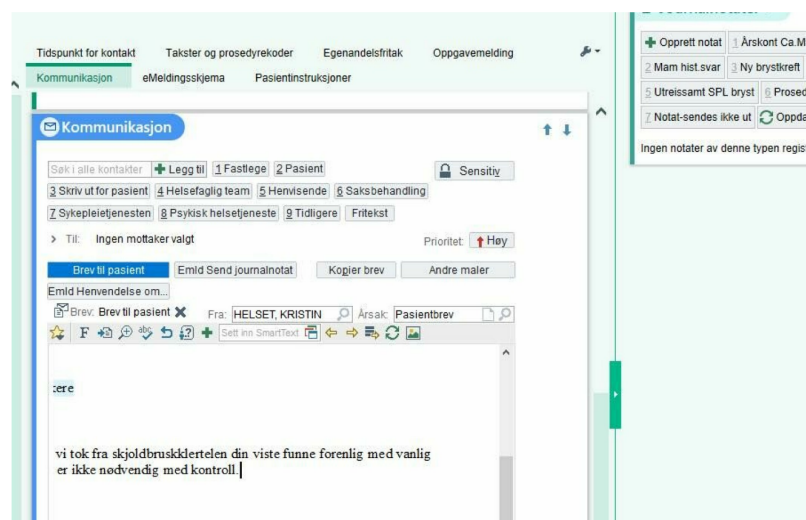 Tidspunkt for kontakt Takster og prosedyrekoder Egenandelsfritak Oppgavemelding
Kommunikasjon eMeldingsskjema Pasientinstruksjoner
Kommunikasjon
Søk i alle kontakter Legg til 1 Fastlege 2 Pasient Sensitiv
3 Skriv ut for pasient 4 Helsefaglig team 5 Henvisende 6 Saksbehandling
7 Sykepleietjenesten 8 Psykisk helsetjeneste 9 Tidligere Fritekst
Til: Ingen mottaker valgt Prioritet: Høy
Brev til pasient Emld Send journalnotat Kopier brev Andre maler
Emld Henvendelse om...
Brev: Brev til pasient Fra: HELSET, KRISTIN Årsak: Pasientbrev
F abc Sett inn SmartText
vi tok fra skjoldbruskklertelen din viste funne forenlig med vanlig
er ikke nødvendig med kontroll.
Opprett notat 1 Årskont Ca.M
2 Mam hist.svar 3 Ny brystkreft
5 Utreissamt SPL bryst 6 Prosed
7 Notat-sendes ikke ut Oppda
Ingen notater av denne typen regis